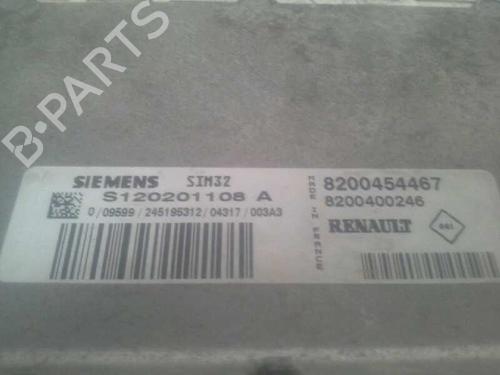 B-PARTS
SIEMENS SIM32
S120201108 A
0/09599/245195312/04317/003A3
MADE IN FRANCE
8200454467
8200400246
RENAULT